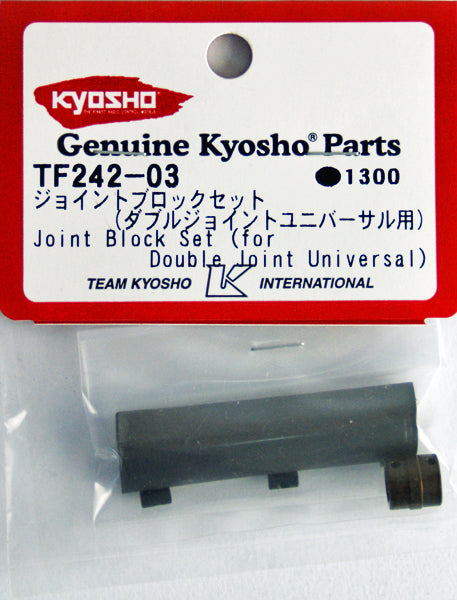 KYOSHO
THE FINEST RADIO CONTROL MODELS
Genuine Kyosho® Parts
TF242-03 ●1300
ジョイントブロックセット
(ダブルジョイントユニバーサル用)
Joint Block Set (for
Double Joint Universal)
TEAM KYOSHO K INTERNATIONAL